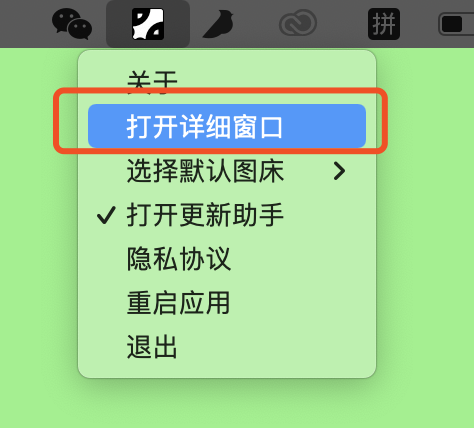 拼
关于
打开详细窗口
选择默认图床
打开更新助手
隐私协议
重启应用
退出